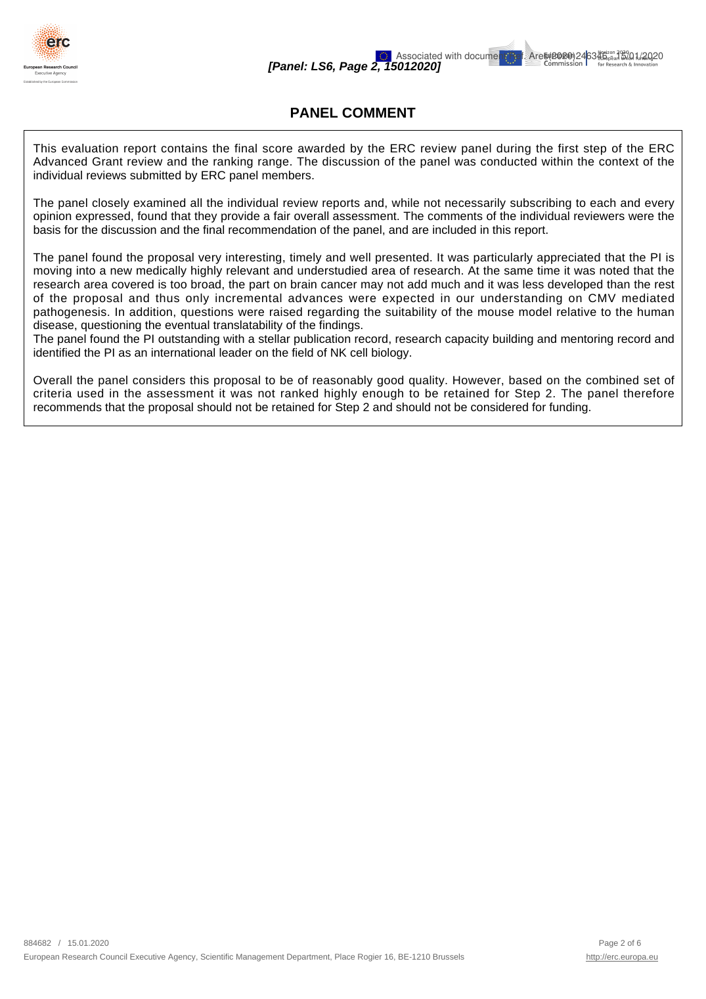 erc
European Research Council
Executive Agency
Established by the European Commission
Associated with document Ref. Ares(2020)246346 - 15/01/2020
European
Commission
Horizon 2020
European Union funding
for Research & Innovation
[Panel: LS6, Page 2, 15012020]
PANEL COMMENT
This evaluation report contains the final score awarded by the ERC review panel during the first step of the ERC
Advanced Grant review and the ranking range. The discussion of the panel was conducted within the context of the
individual reviews submitted by ERC panel members.
The panel closely examined all the individual review reports and, while not necessarily subscribing to each and every
opinion expressed, found that they provide a fair overall assessment. The comments of the individual reviewers were the
basis for the discussion and the final recommendation of the panel, and are included in this report.
The panel found the proposal very interesting, timely and well presented. It was particularly appreciated that the PI is
moving into a new medically highly relevant and understudied area of research. At the same time it was noted that the
research area covered is too broad, the part on brain cancer may not add much and it was less developed than the rest
of the proposal and thus only incremental advances were expected in our understanding on CMV mediated
pathogenesis. In addition, questions were raised regarding the suitability of the mouse model relative to the human
disease, questioning the eventual translatability of the findings.
The panel found the PI outstanding with a stellar publication record, research capacity building and mentoring record and
identified the PI as an international leader on the field of NK cell biology.
Overall the panel considers this proposal to be of reasonably good quality. However, based on the combined set of
criteria used in the assessment it was not ranked highly enough to be retained for Step 2. The panel therefore
recommends that the proposal should not be retained for Step 2 and should not be considered for funding.
884682 / 15.01.2020
Page 2 of 6
European Research Council Executive Agency, Scientific Management Department, Place Rogier 16, BE-1210 Brussels
http://erc.europa.eu